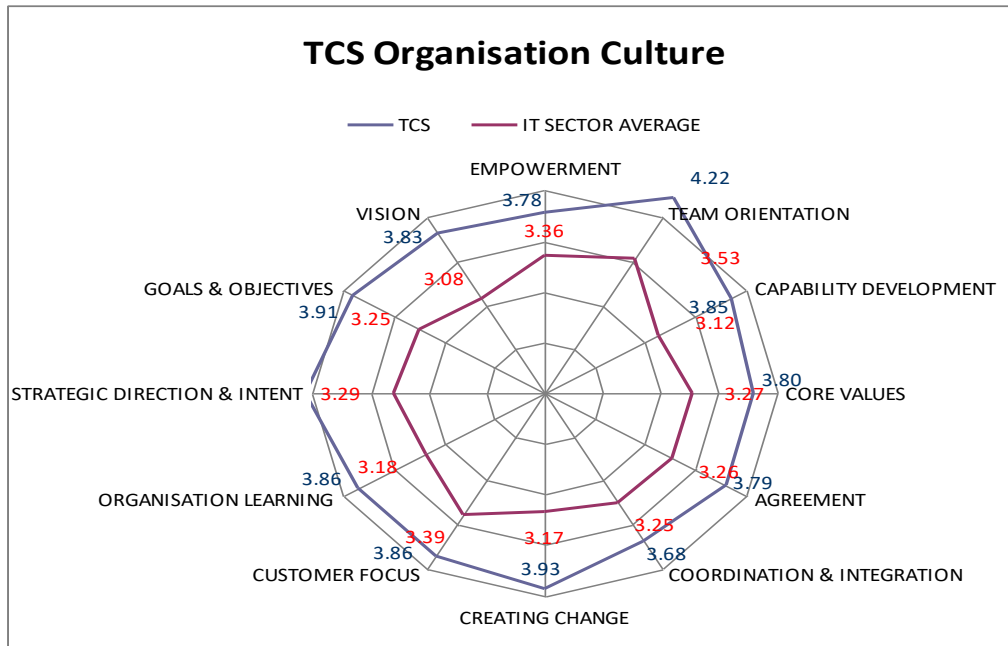 TCS Organisation Culture
TCS IT SECTOR AVERAGE
EMPOWERMENT
4.22
3.78
TEAM ORIENTATION
VISION
3.83
3.36
3.53
3.08
GOALS & OBJECTIVES
CAPABILITY DEVELOPMENT
3.91
3.25
3.85
3.12
STRATEGIC DIRECTION & INTENT
3.29
3.27
3.80
CORE VALUES
3.18
3.26
3.86
3.79
ORGANISATION LEARNING
AGREEMENT
3.39
3.17
3.25
3.86
3.93
3.68
CUSTOMER FOCUS
COORDINATION & INTEGRATION
CREATING CHANGE